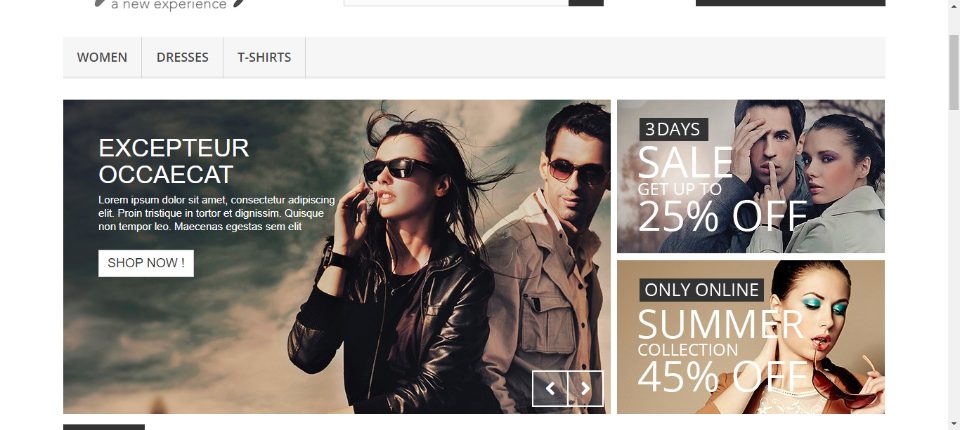 a new experience
WOMEN
DRESSES
T-SHIRTS
EXCEPTEUR
OCCAECAT
Lorem ipsum dolor sit amet, consectetur adipiscing
elit. Proin tristique in tortor et dignissim. Quisque
non tempor leo. Maecenas egestas sem elit
SHOP NOW !
3 DAYS
SALE
GET UP TO
25% OFF
ONLY ONLINE
SUMMER
COLLECTION
45% OFF